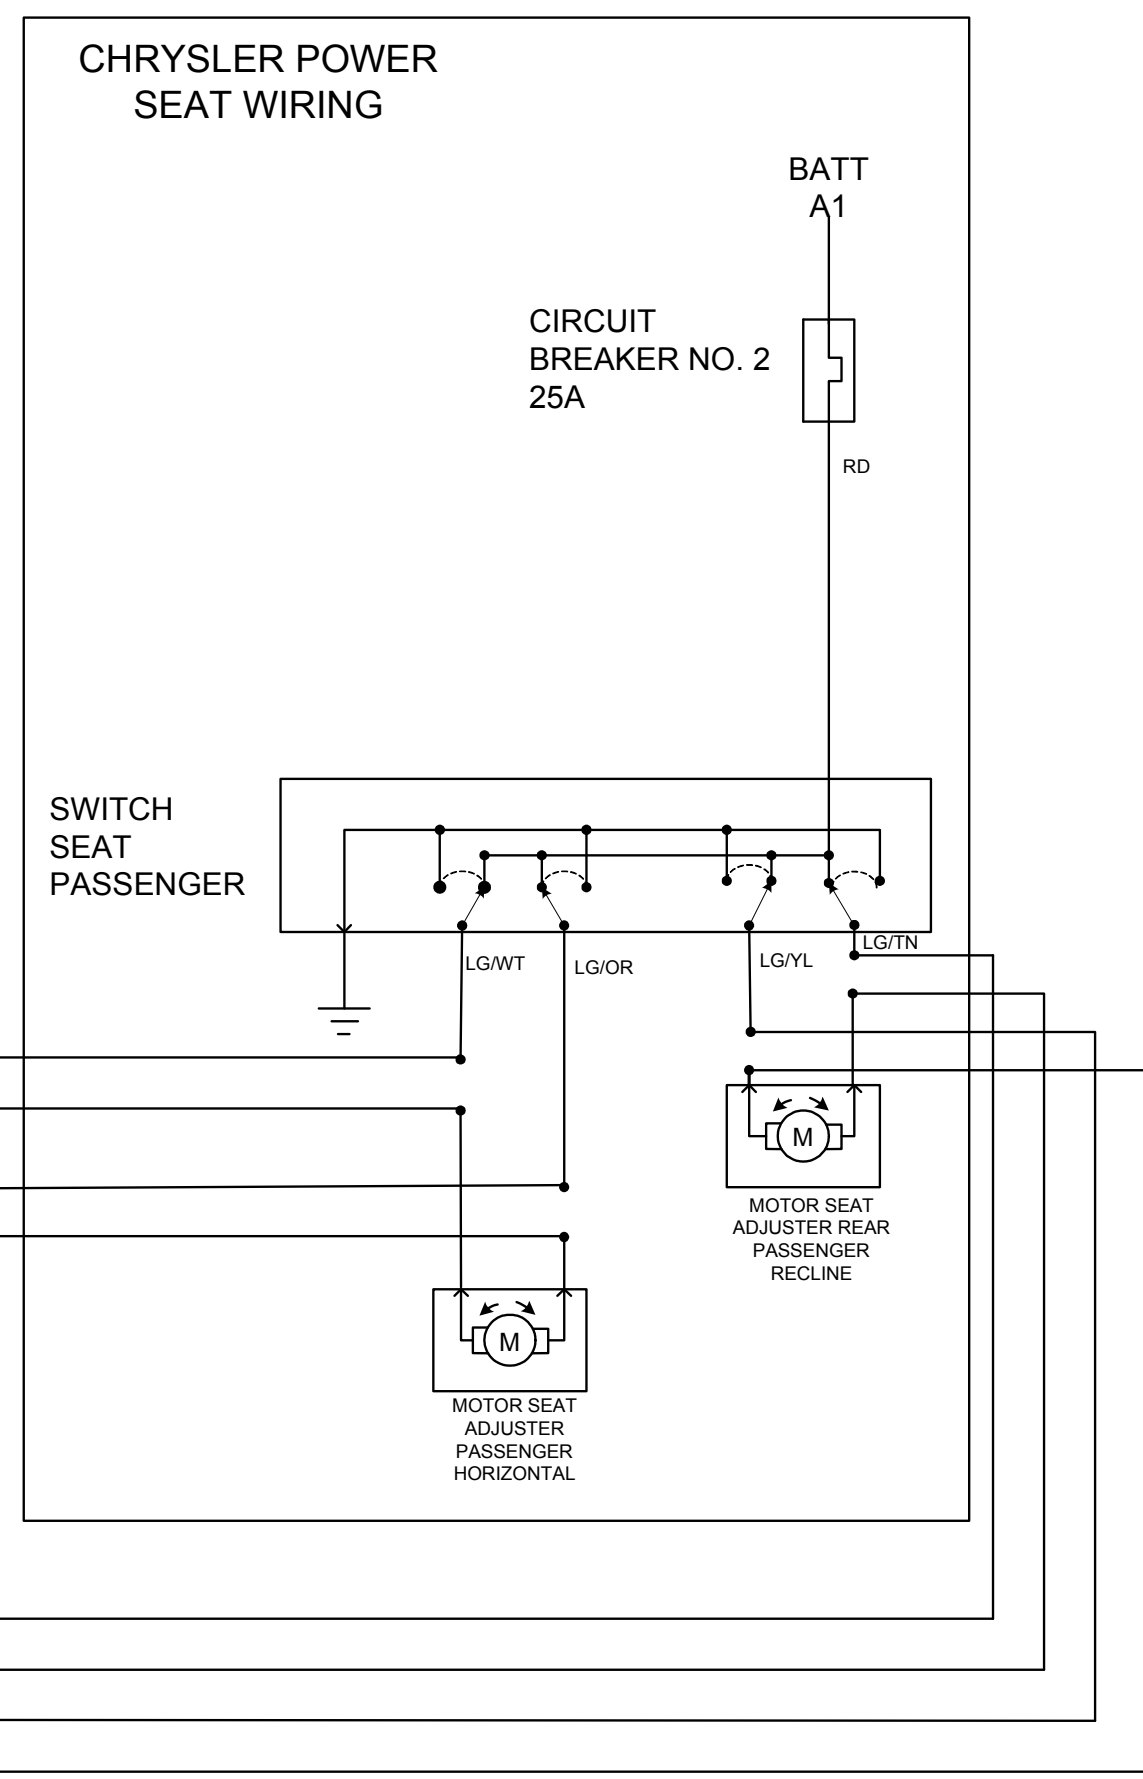 CHRYSLER POWER
SEAT WIRING
BATT
A1
CIRCUIT
BREAKER NO. 2
25A
RD
SWITCH
SEAT
PASSENGER
LG/WT
LG/OR
LG/YL
LG/TN
M
MOTOR SEAT
ADJUSTER REAR
PASSENGER
RECLINE
M
MOTOR SEAT
ADJUSTER
PASSENGER
HORIZONTAL